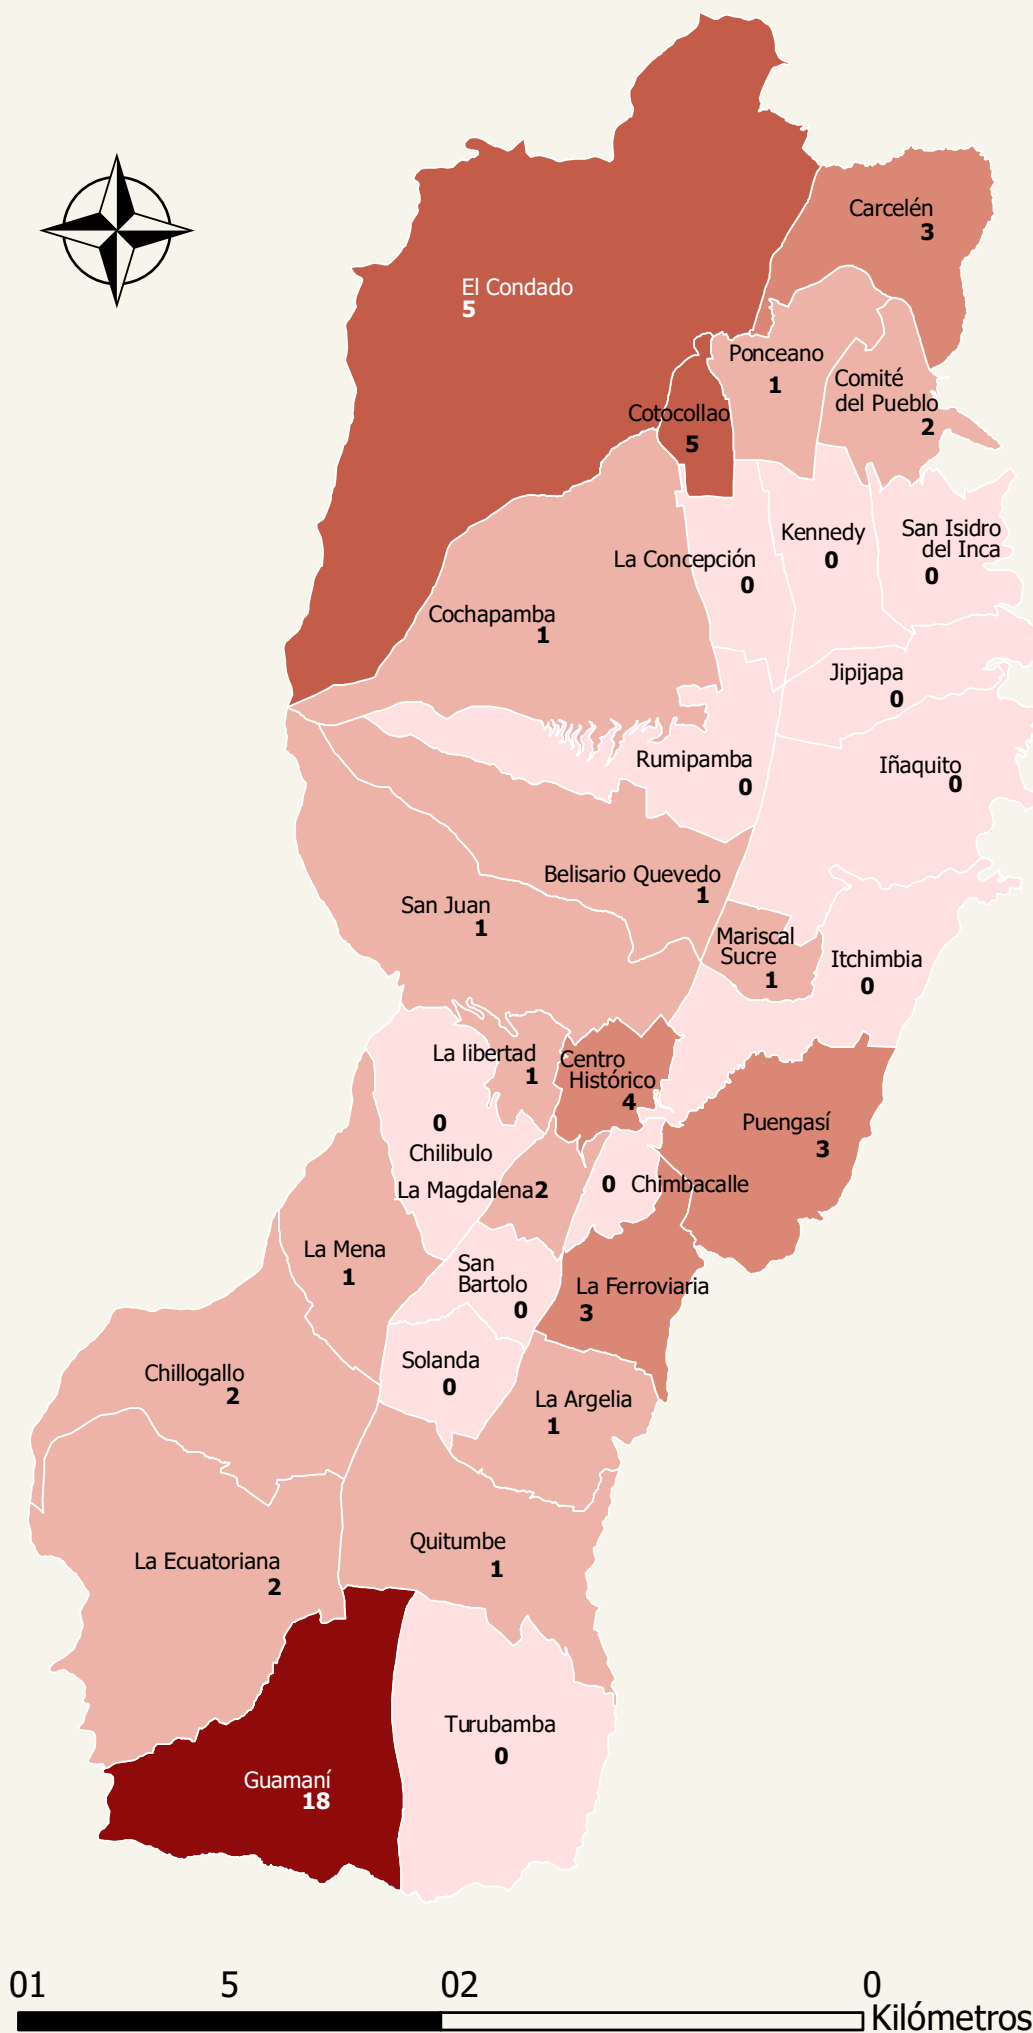 Carcelén
3
El Condado
5
Ponceano
1
Comité
del Pueblo
2
Cotocollao
5
San Isidro
del Inca
0
Kennedy
0
La Concepción
0
Cochapamba
1
Jipijapa
0
Rumipamba
0
Iñaquito
0
Belisario Quevedo
1
San Juan
1
Mariscal
Sucre
1
Itchimbia
0
La libertad
1
Centro
Histórico
4
Puengasí
3
0
Chilibulo
La Magdalena 2
0 Chimbacalle
La Mena
1
San
Bartolo
0
La Ferroviaria
3
Solanda
0
Chillogallo
2
La Argelia
1
Quitumbe
1
La Ecuatoriana
2
Turubamba
0
Guamaní
18
01 5 02 0
Kilómetros